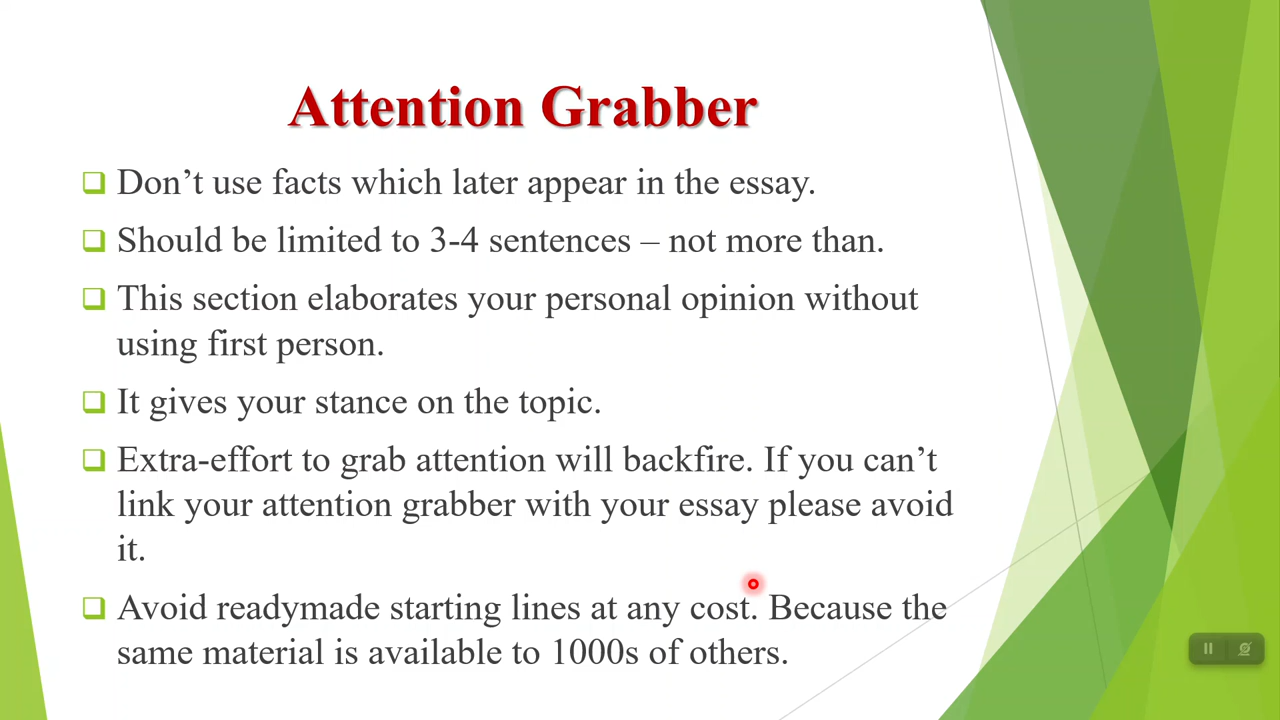 Attention Grabber
Don’t use facts which later appear in the essay.
Should be limited to 3-4 sentences – not more than.
This section elaborates your personal opinion without
using first person.
It gives your stance on the topic.
Extra-effort to grab attention will backfire. If you can’t
link your attention grabber with your essay please avoid
it.
Avoid readymade starting lines at any cost. Because the
same material is available to 1000s of others.